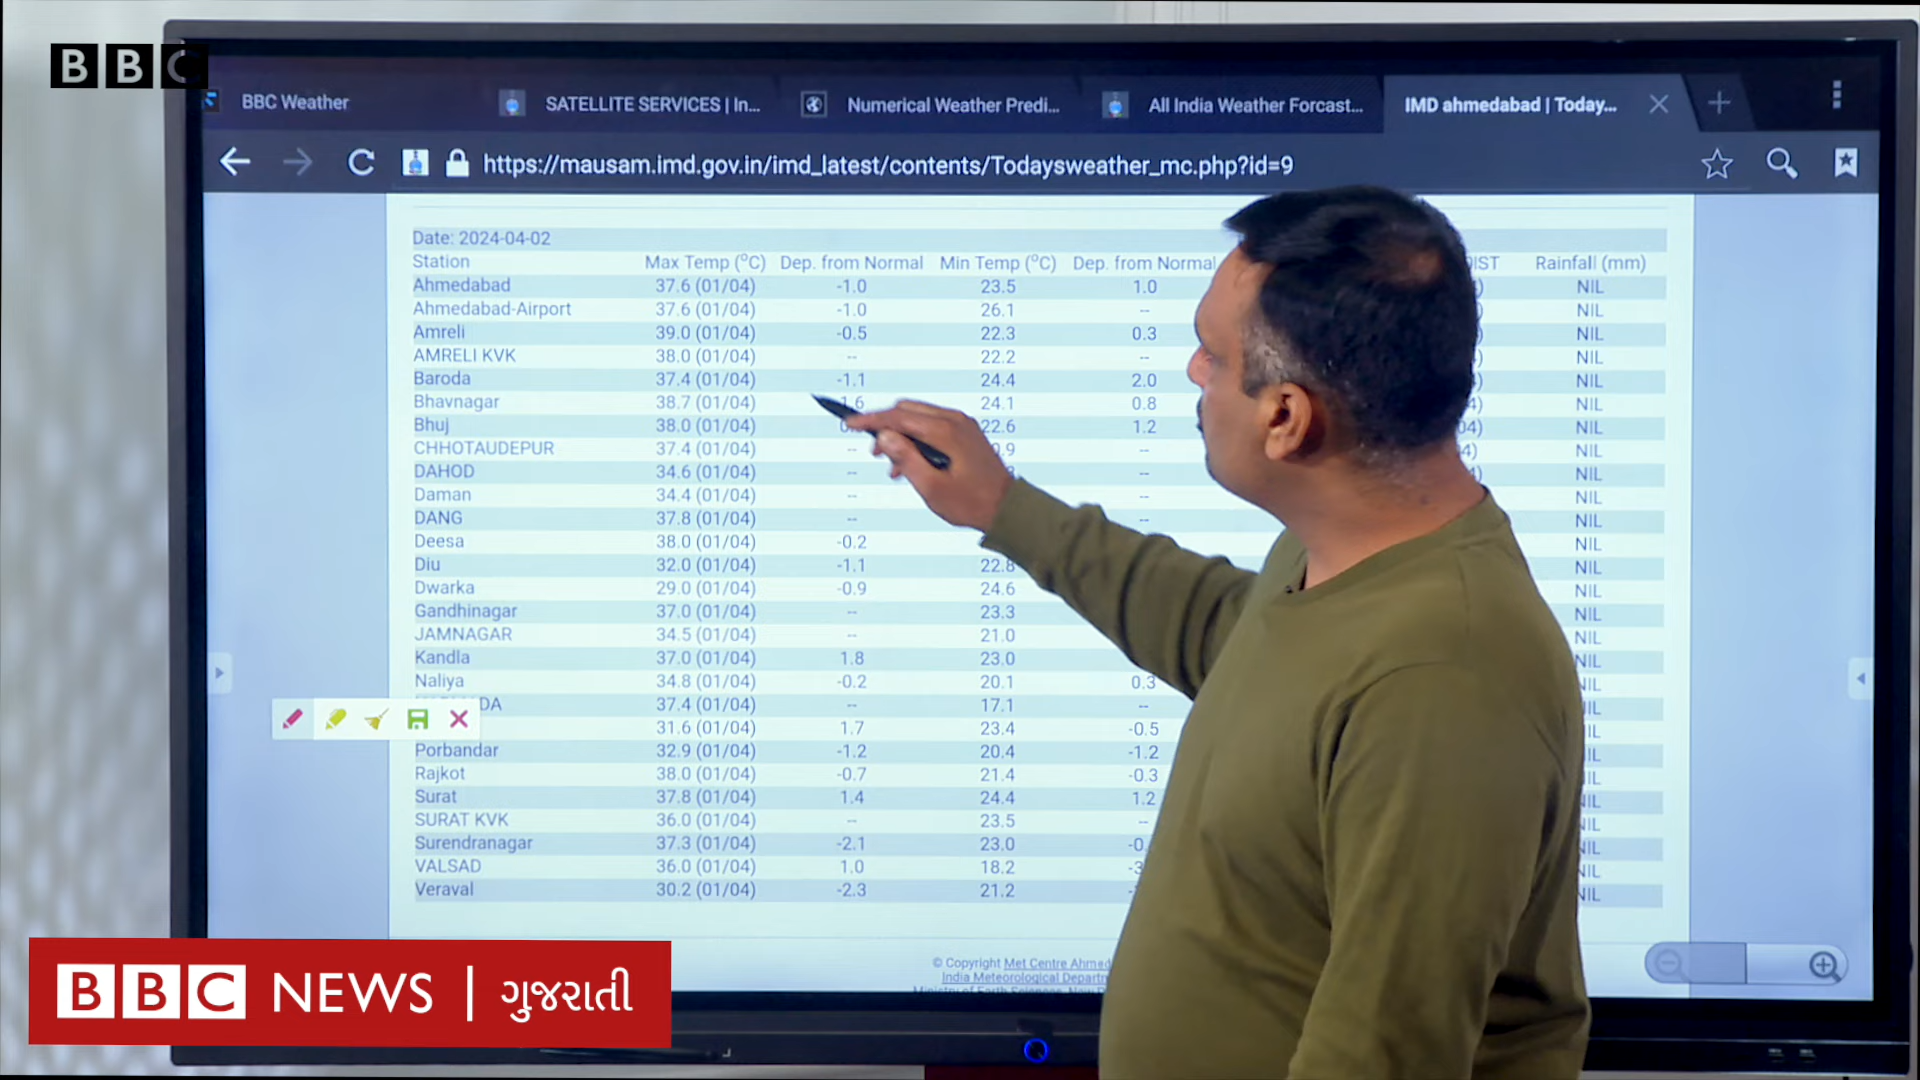 BBC
BBC Weather
SATELLITE SERVICES | In...
Numerical Weather Predi...
All India Weather Forcast...
IMD ahmedabad | Today...
https://mausam.imd.gov.in/imd_latest/contents/Todaysweather_mc.php?id=9
Date: 2024-04-02
Station Max Temp (°C) Dep. from Normal Min Temp (°C) Dep. from Normal Rainfall (mm)
Ahmedabad 37.6 (01/04) -1.0 23.5 1.0 NIL
Ahmedabad-Airport 37.6 (01/04) -1.0 26.1 -- NIL
Amreli 39.0 (01/04) -0.5 22.3 0.3 NIL
AMRELI KVK 38.0 (01/04) -- 22.2 -- NIL
Baroda 37.4 (01/04) -1.1 24.4 2.0 NIL
Bhavnagar 38.7 (01/04) 24.1 0.8 NIL
Bhuj 38.0 (01/04) 22.6 1.2 NIL
CHHOTAUDEPUR 37.4 (01/04) -- -- NIL
DAHOD 34.6 (01/04) -- -- NIL
Daman 34.4 (01/04) -- -- NIL
DANG 37.8 (01/04) -- -- NIL
Deesa 38.0 (01/04) -0.2 NIL
Diu 32.0 (01/04) -1.1 22.8 NIL
Dwarka 29.0 (01/04) -0.9 24.6 NIL
Gandhinagar 37.0 (01/04) -- 23.3 NIL
JAMNAGAR 34.5 (01/04) -- 21.0 NIL
Kandla 37.0 (01/04) 1.8 23.0 NIL
Naliya 34.8 (01/04) -0.2 20.1 0.3 NIL
37.4 (01/04) -- 17.1 --
31.6 (01/04) 1.7 23.4 -0.5
Porbandar 32.9 (01/04) -1.2 20.4 -1.2
Rajkot 38.0 (01/04) -0.7 21.4 -0.3
Surat 37.8 (01/04) 1.4 24.4 1.2 NIL
SURAT KVK 36.0 (01/04) -- 23.5 -- NIL
Surendranagar 37.3 (01/04) -2.1 23.0 NIL
VALSAD 36.0 (01/04) 1.0 18.2 NIL
Veraval 30.2 (01/04) -2.3 21.2 NIL
© Copyright Met Centre
India Meteorological
Ministry of Earth Sciences,
BBC NEWS | ગુજરાતી